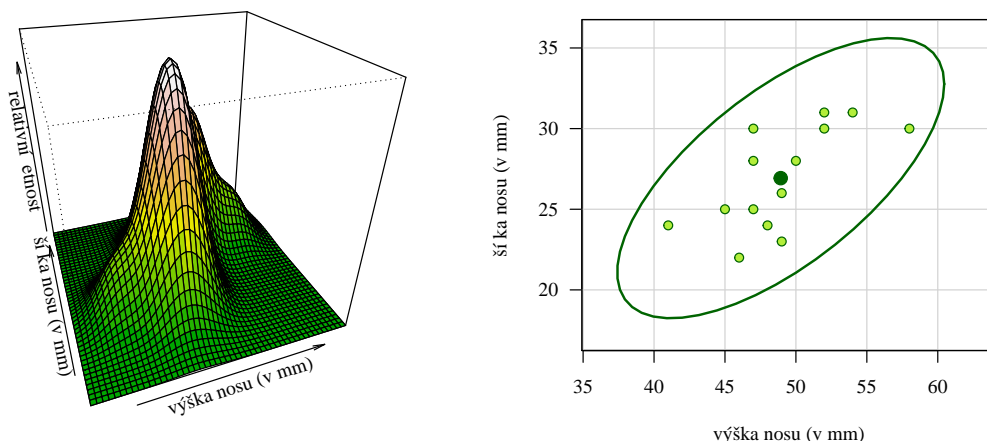 relativní  etnost
ší ka nosu (v mm)
výška nosu (v mm)
35
30
25
20
ší ka nosu (v mm)
35
40
45
50
55
60
výška nosu (v mm)